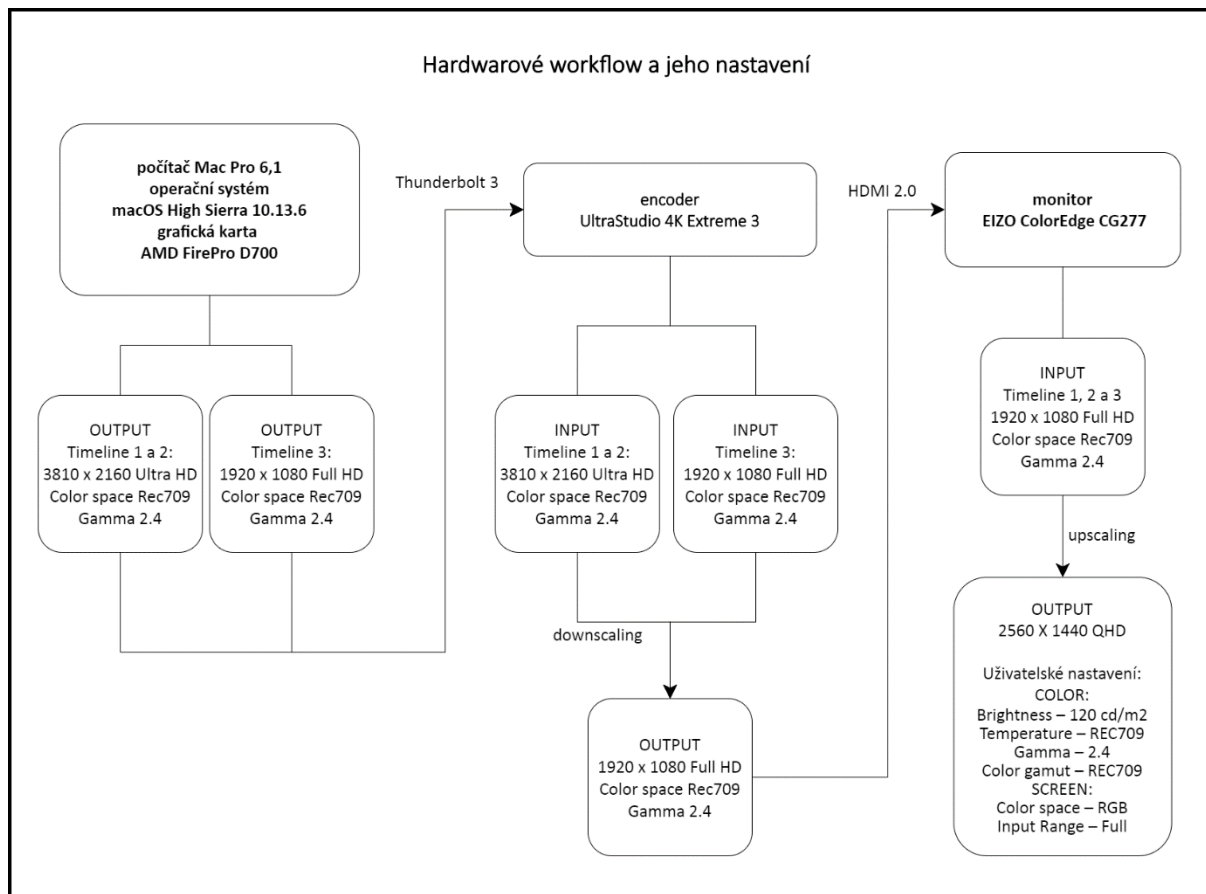 Hardwarové workflow a jeho nastavení
počítač Mac Pro 6,1
operační systém
macOS High Sierra 10.13.6
grafická karta
AMD FirePro D700
OUTPUT
Timeline 1 a 2:
3810 x 2160 Ultra HD
Color space Rec709
Gamma 2.4
OUTPUT
Timeline 3:
1920 x 1080 Full HD
Color space Rec709
Gamma 2.4
Thunderbolt 3
encoder
UltraStudio 4K Extreme 3
INPUT
Timeline 1 a 2:
3810 x 2160 Ultra HD
Color space Rec709
Gamma 2.4
INPUT
Timeline 3:
1920 x 1080 Full HD
Color space Rec709
Gamma 2.4
downscaling
OUTPUT
1920 x 1080 Full HD
Color space Rec709
Gamma 2.4
HDMI 2.0
monitor
EIZO ColorEdge CG277
INPUT
Timeline 1, 2 a 3
1920 x 1080 Full HD
Color space Rec709
Gamma 2.4
upscaling
OUTPUT
2560 X 1440 QHD
Uživatelské nastavení:
COLOR:
Brightness – 120 cd/m2
Temperature – REC709
Gamma – 2.4
Color gamut – REC709
SCREEN:
Color space – RGB
Input Range – Full